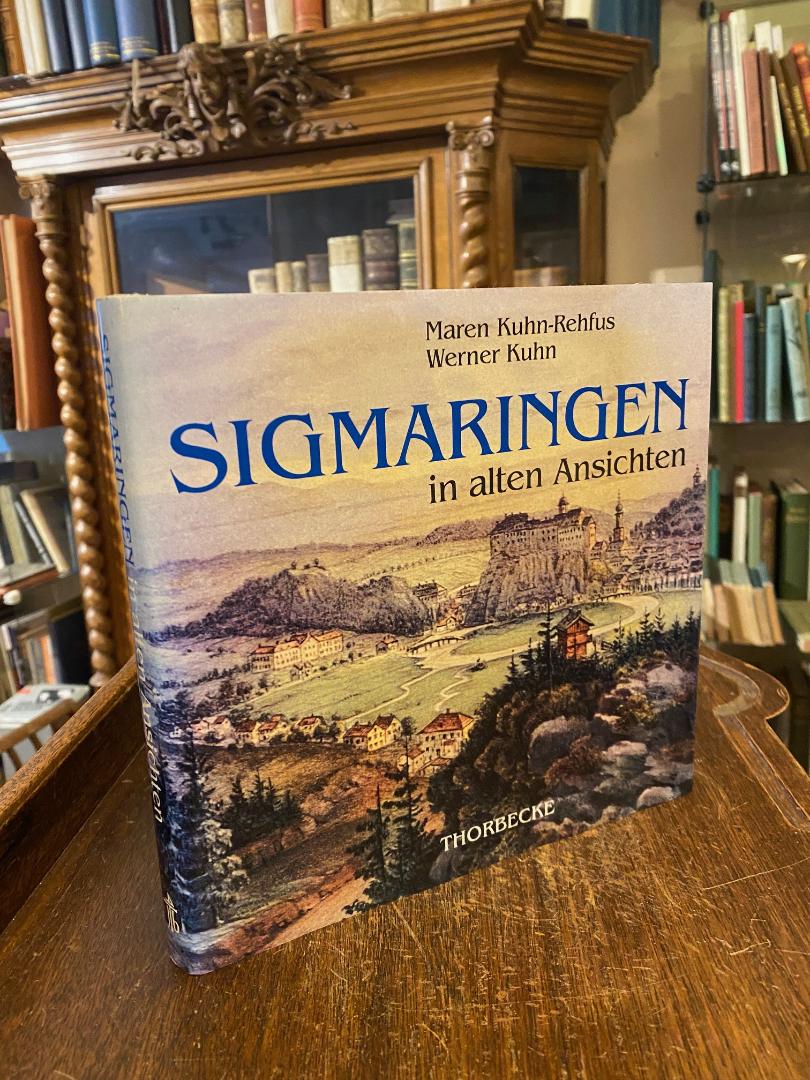 Maren Kuhn-Rehfus
Werner Kuhn
SIGMARINGEN
in alten Ansichten
THORBECKE
SIGMARINGEN in alten Ansichten